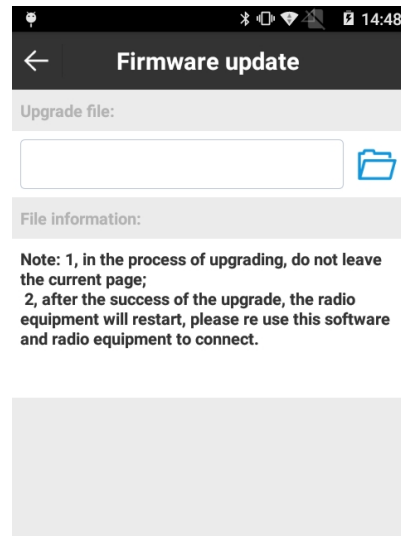 14:48
Firmware update
Upgrade file:
File information:
Note: 1, in the process of upgrading, do not leave
the current page;
2, after the success of the upgrade, the radio
equipment will restart, please re use this software
and radio equipment to connect.